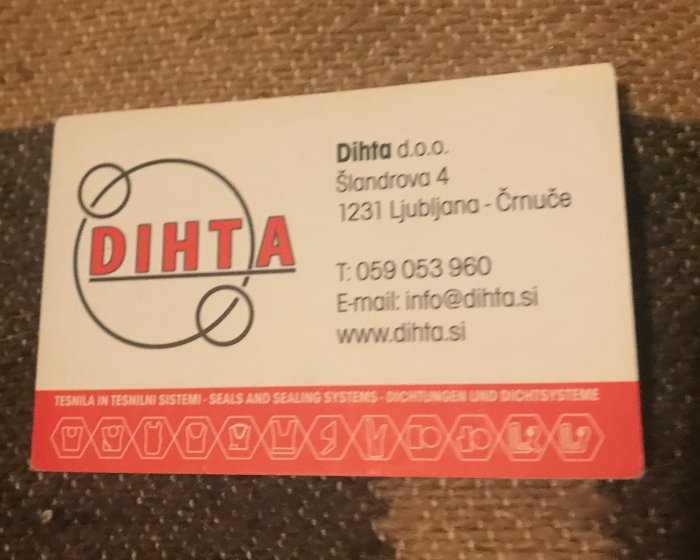 DIHTA
Dihta d.o.o.
Šlandrova 4
1231 Ljubljana - Črnuče
T: 059 053 960
E-mail: info@dihta.si
www.dihta.si
TESNILA IN TESNILNI SISTEMI - SEALS AND SEALING SYSTEMS - DICHTUNGEN UND DICHTSYSTEME